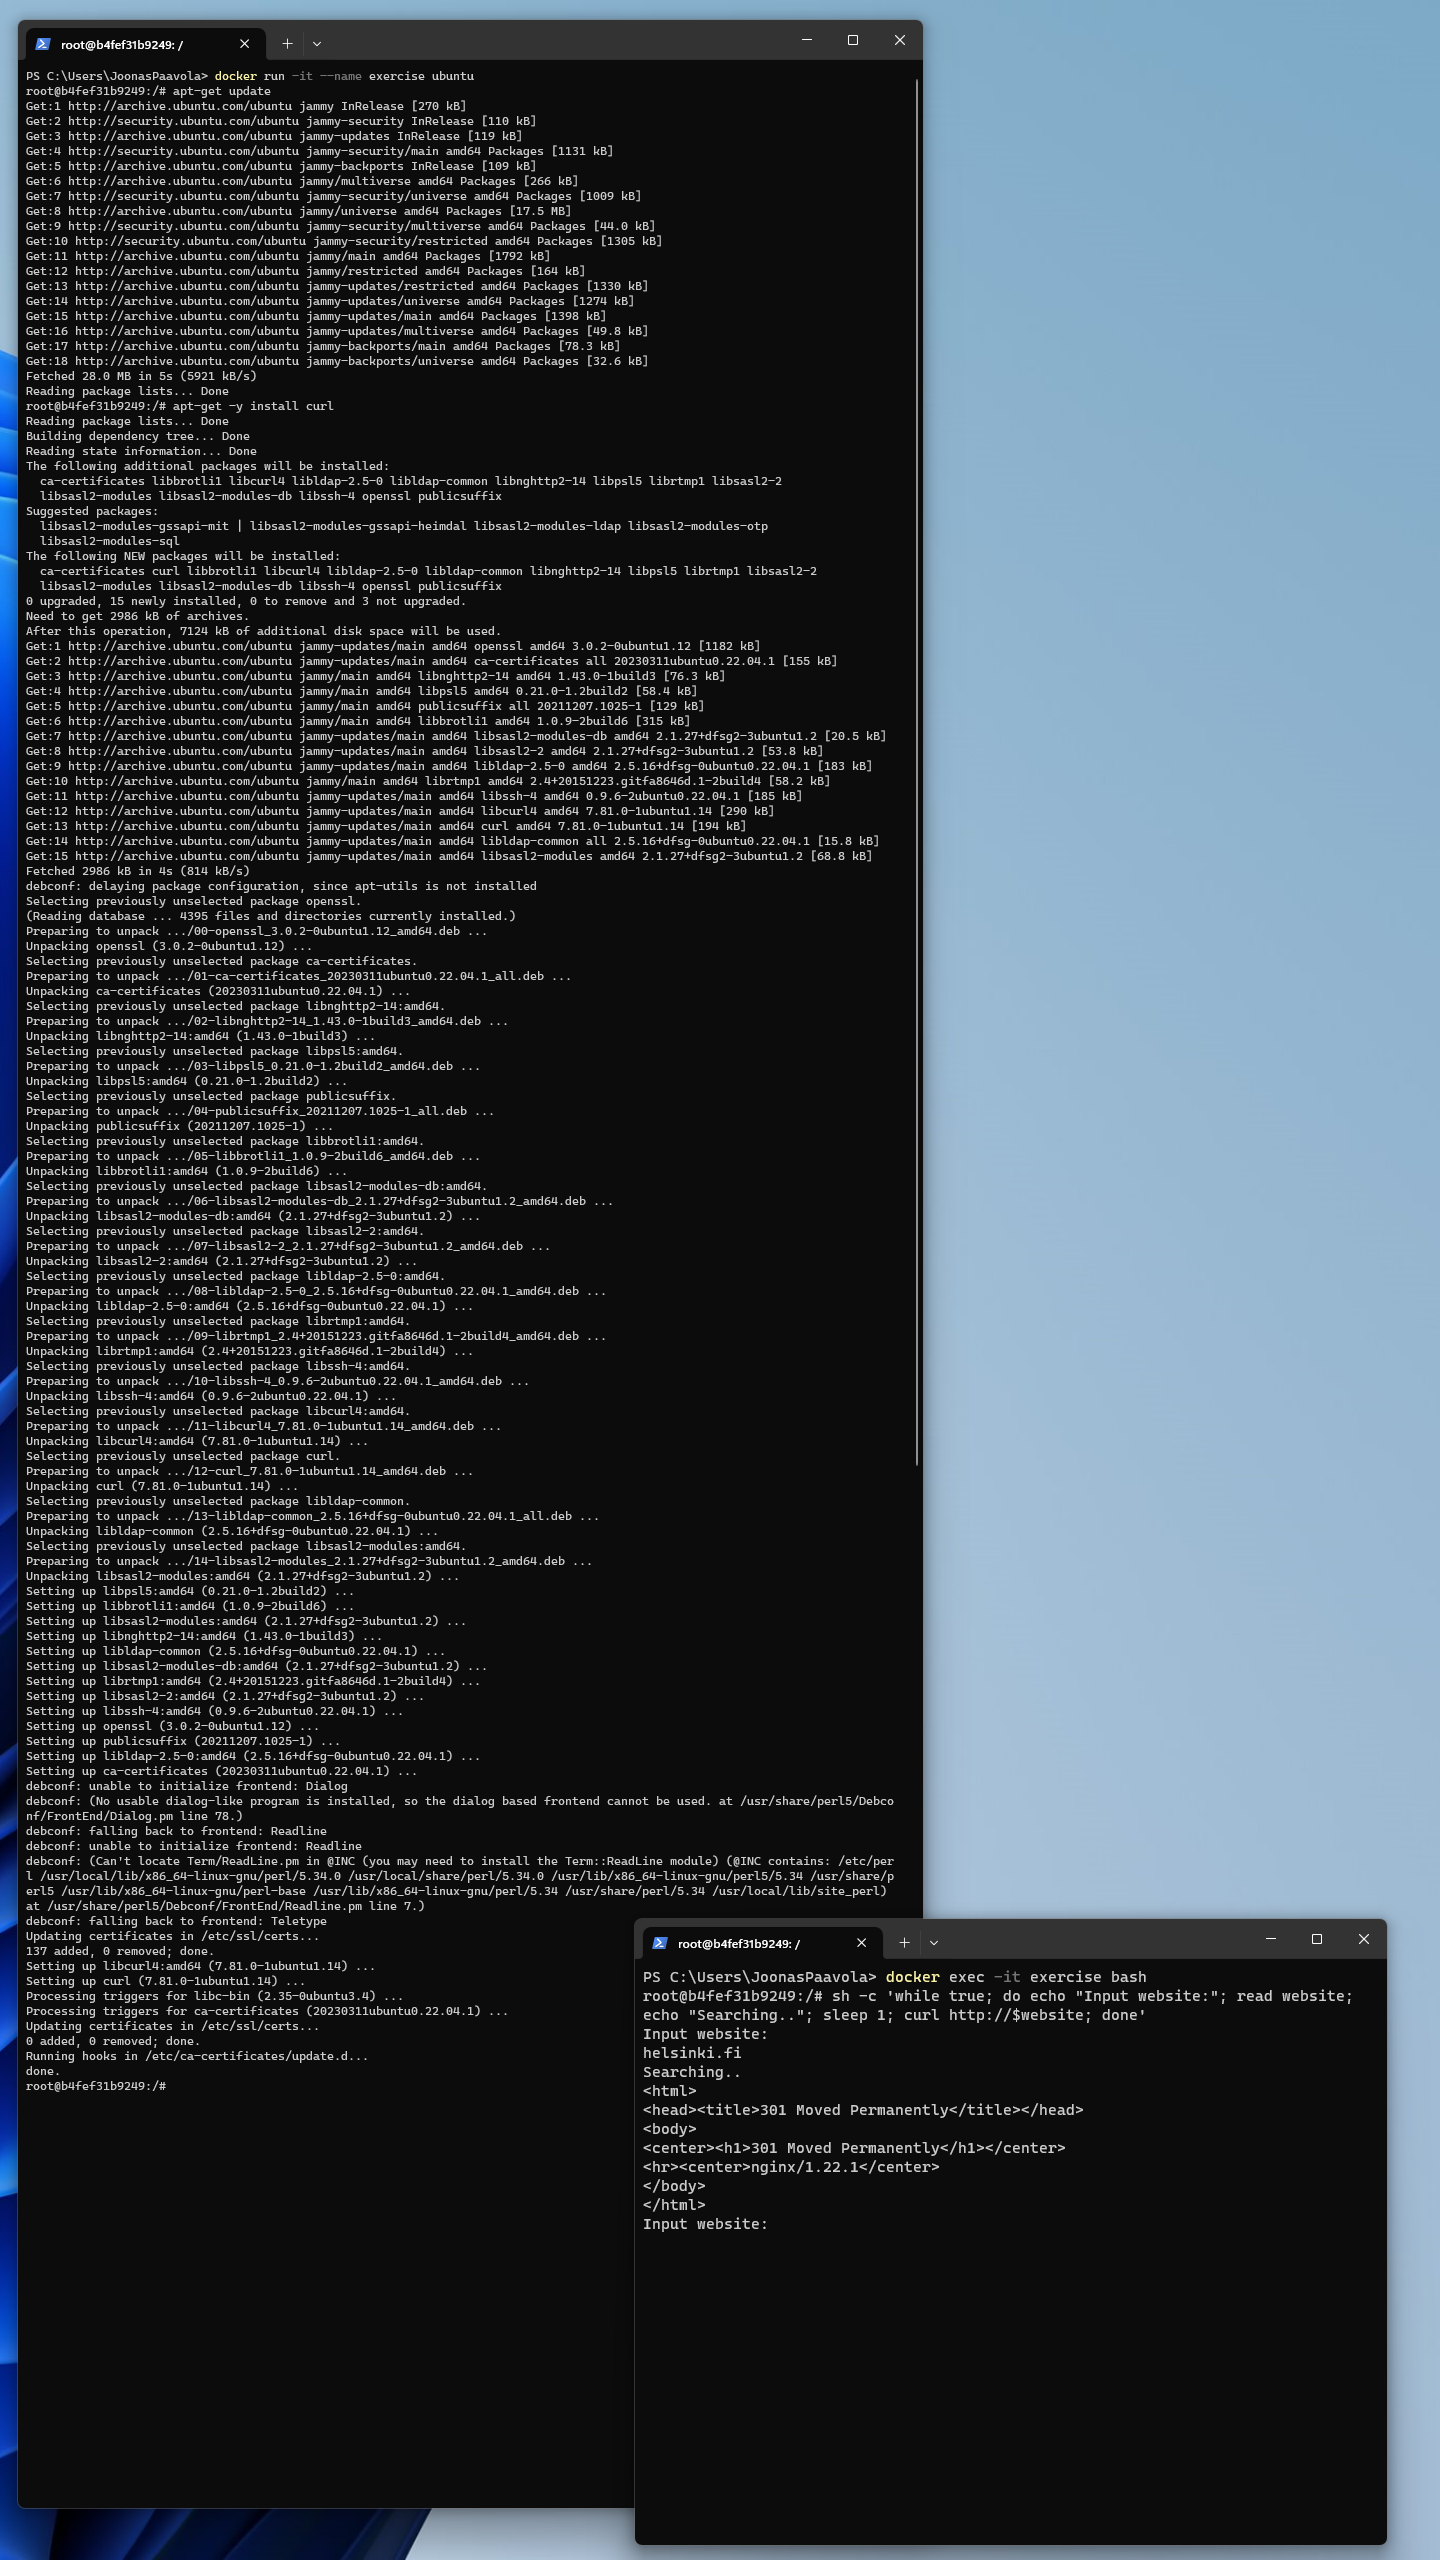 root@b4fef31b9249: /
PS C:\Users\JoonasPaavola> docker run -it --name exercise ubuntu
root@b4fef31b9249:/# apt-get update
Get:1 http://archive.ubuntu.com/ubuntu jammy InRelease [270 kB]
Get:2 http://security.ubuntu.com/ubuntu jammy-security InRelease [110 kB]
Get:3 http://archive.ubuntu.com/ubuntu jammy-updates InRelease [119 kB]
Get:4 http://security.ubuntu.com/ubuntu jammy-security/main amd64 Packages [1131 kB]
Get:5 http://archive.ubuntu.com/ubuntu jammy-backports InRelease [109 kB]
Get:6 http://archive.ubuntu.com/ubuntu jammy/multiverse amd64 Packages [266 kB]
Get:7 http://security.ubuntu.com/ubuntu jammy-security/universe amd64 Packages [1009 kB]
Get:8 http://archive.ubuntu.com/ubuntu jammy/universe amd64 Packages [17.5 MB]
Get:9 http://security.ubuntu.com/ubuntu jammy-security/multiverse amd64 Packages [44.0 kB]
Get:10 http://security.ubuntu.com/ubuntu jammy-security/restricted amd64 Packages [1305 kB]
Get:11 http://archive.ubuntu.com/ubuntu jammy/main amd64 Packages [1792 kB]
Get:12 http://archive.ubuntu.com/ubuntu jammy/restricted amd64 Packages [164 kB]
Get:13 http://archive.ubuntu.com/ubuntu jammy-updates/restricted amd64 Packages [1330 kB]
Get:14 http://archive.ubuntu.com/ubuntu jammy-updates/universe amd64 Packages [1274 kB]
Get:15 http://archive.ubuntu.com/ubuntu jammy-updates/main amd64 Packages [1398 kB]
Get:16 http://archive.ubuntu.com/ubuntu jammy-updates/multiverse amd64 Packages [49.8 kB]
Get:17 http://archive.ubuntu.com/ubuntu jammy-backports/main amd64 Packages [78.3 kB]
Get:18 http://archive.ubuntu.com/ubuntu jammy-backports/universe amd64 Packages [32.6 kB]
Fetched 28.0 MB in 5s (5921 kB/s)
Reading package lists... Done
root@b4fef31b9249:/# apt-get -y install curl
Reading package lists... Done
Building dependency tree... Done
Reading state information... Done
The following additional packages will be installed:
  ca-certificates libbrotli1 libcurl4 libldap-2.5-0 libldap-common libnghttp2-14 libpsl5 librtmp1 libsasl2-2
  libsasl2-modules libsasl2-modules-db libssh-4 openssl publicsuffix
Suggested packages:
  libsasl2-modules-gssapi-mit | libsasl2-modules-gssapi-heimdal libsasl2-modules-ldap libsasl2-modules-otp
  libsasl2-modules-sql
The following NEW packages will be installed:
  ca-certificates curl libbrotli1 libcurl4 libldap-2.5-0 libldap-common libnghttp2-14 libpsl5 librtmp1 libsasl2-2
  libsasl2-modules libsasl2-modules-db libssh-4 openssl publicsuffix
0 upgraded, 15 newly installed, 0 to remove and 3 not upgraded.
Need to get 2986 kB of archives.
After this operation, 7124 kB of additional disk space will be used.
Get:1 http://archive.ubuntu.com/ubuntu jammy-updates/main amd64 openssl amd64 3.0.2-0ubuntu1.12 [1182 kB]
Get:2 http://archive.ubuntu.com/ubuntu jammy-updates/main amd64 ca-certificates all 20230311ubuntu0.22.04.1 [155 kB]
Get:3 http://archive.ubuntu.com/ubuntu jammy/main amd64 libnghttp2-14 amd64 1.43.0-1build3 [76.3 kB]
Get:4 http://archive.ubuntu.com/ubuntu jammy/main amd64 libpsl5 amd64 0.21.0-1.2build2 [58.4 kB]
Get:5 http://archive.ubuntu.com/ubuntu jammy/main amd64 publicsuffix all 20211207.1025-1 [129 kB]
Get:6 http://archive.ubuntu.com/ubuntu jammy/main amd64 libbrotli1 amd64 1.0.9-2build6 [315 kB]
Get:7 http://archive.ubuntu.com/ubuntu jammy-updates/main amd64 libsasl2-modules-db amd64 2.1.27+dfsg2-3ubuntu1.2 [20.5 kB]
Get:8 http://archive.ubuntu.com/ubuntu jammy-updates/main amd64 libsasl2-2 amd64 2.1.27+dfsg2-3ubuntu1.2 [53.8 kB]
Get:9 http://archive.ubuntu.com/ubuntu jammy-updates/main amd64 libldap-2.5-0 amd64 2.5.16+dfsg-0ubuntu0.22.04.1 [183 kB]
Get:10 http://archive.ubuntu.com/ubuntu jammy/main amd64 librtmp1 amd64 2.4+20151223.gitfa8646d.1-2build4 [58.2 kB]
Get:11 http://archive.ubuntu.com/ubuntu jammy-updates/main amd64 libssh-4 amd64 0.9.6-2ubuntu0.22.04.1 [185 kB]
Get:12 http://archive.ubuntu.com/ubuntu jammy-updates/main amd64 libcurl4 amd64 7.81.0-1ubuntu1.14 [290 kB]
Get:13 http://archive.ubuntu.com/ubuntu jammy-updates/main amd64 curl amd64 7.81.0-1ubuntu1.14 [194 kB]
Get:14 http://archive.ubuntu.com/ubuntu jammy-updates/main amd64 libldap-common all 2.5.16+dfsg-0ubuntu0.22.04.1 [15.8 kB]
Get:15 http://archive.ubuntu.com/ubuntu jammy-updates/main amd64 libsasl2-modules amd64 2.1.27+dfsg2-3ubuntu1.2 [68.8 kB]
Fetched 2986 kB in 4s (814 kB/s)
debconf: delaying package configuration, since apt-utils is not installed
Selecting previously unselected package openssl.
(Reading database ... 4395 files and directories currently installed.)
Preparing to unpack .../00-openssl_3.0.2-0ubuntu1.12_amd64.deb ...
Unpacking openssl (3.0.2-0ubuntu1.12) ...
Selecting previously unselected package ca-certificates.
Preparing to unpack .../01-ca-certificates_20230311ubuntu0.22.04.1_all.deb ...
Unpacking ca-certificates (20230311ubuntu0.22.04.1) ...
Selecting previously unselected package libnghttp2-14:amd64.
Preparing to unpack .../02-libnghttp2-14_1.43.0-1build3_amd64.deb ...
Unpacking libnghttp2-14:amd64 (1.43.0-1build3) ...
Selecting previously unselected package libpsl5:amd64.
Preparing to unpack .../03-libpsl5_0.21.0-1.2build2_amd64.deb ...
Unpacking libpsl5:amd64 (0.21.0-1.2build2) ...
Selecting previously unselected package publicsuffix.
Preparing to unpack .../04-publicsuffix_20211207.1025-1_all.deb ...
Unpacking publicsuffix (20211207.1025-1) ...
Selecting previously unselected package libbrotli1:amd64.
Preparing to unpack .../05-libbrotli1_1.0.9-2build6_amd64.deb ...
Unpacking libbrotli1:amd64 (1.0.9-2build6) ...
Selecting previously unselected package libsasl2-modules-db:amd64.
Preparing to unpack .../06-libsasl2-modules-db_2.1.27+dfsg2-3ubuntu1.2_amd64.deb ...
Unpacking libsasl2-modules-db:amd64 (2.1.27+dfsg2-3ubuntu1.2) ...
Selecting previously unselected package libsasl2-2:amd64.
Preparing to unpack .../07-libsasl2-2_2.1.27+dfsg2-3ubuntu1.2_amd64.deb ...
Unpacking libsasl2-2:amd64 (2.1.27+dfsg2-3ubuntu1.2) ...
Selecting previously unselected package libldap-2.5-0:amd64.
Preparing to unpack .../08-libldap-2.5-0_2.5.16+dfsg-0ubuntu0.22.04.1_amd64.deb ...
Unpacking libldap-2.5-0:amd64 (2.5.16+dfsg-0ubuntu0.22.04.1) ...
Selecting previously unselected package librtmp1:amd64.
Preparing to unpack .../09-librtmp1_2.4+20151223.gitfa8646d.1-2build4_amd64.deb ...
Unpacking librtmp1:amd64 (2.4+20151223.gitfa8646d.1-2build4) ...
Selecting previously unselected package libssh-4:amd64.
Preparing to unpack .../10-libssh-4_0.9.6-2ubuntu0.22.04.1_amd64.deb ...
Unpacking libssh-4:amd64 (0.9.6-2ubuntu0.22.04.1) ...
Selecting previously unselected package libcurl4:amd64.
Preparing to unpack .../11-libcurl4_7.81.0-1ubuntu1.14_amd64.deb ...
Unpacking libcurl4:amd64 (7.81.0-1ubuntu1.14) ...
Selecting previously unselected package curl.
Preparing to unpack .../12-curl_7.81.0-1ubuntu1.14_amd64.deb ...
Unpacking curl (7.81.0-1ubuntu1.14) ...
Selecting previously unselected package libldap-common.
Preparing to unpack .../13-libldap-common_2.5.16+dfsg-0ubuntu0.22.04.1_all.deb ...
Unpacking libldap-common (2.5.16+dfsg-0ubuntu0.22.04.1) ...
Selecting previously unselected package libsasl2-modules:amd64.
Preparing to unpack .../14-libsasl2-modules_2.1.27+dfsg2-3ubuntu1.2_amd64.deb ...
Unpacking libsasl2-modules:amd64 (2.1.27+dfsg2-3ubuntu1.2) ...
Setting up libpsl5:amd64 (0.21.0-1.2build2) ...
Setting up libbrotli1:amd64 (1.0.9-2build6) ...
Setting up libsasl2-modules:amd64 (2.1.27+dfsg2-3ubuntu1.2) ...
Setting up libnghttp2-14:amd64 (1.43.0-1build3) ...
Setting up libldap-common (2.5.16+dfsg-0ubuntu0.22.04.1) ...
Setting up libsasl2-modules-db:amd64 (2.1.27+dfsg2-3ubuntu1.2) ...
Setting up librtmp1:amd64 (2.4+20151223.gitfa8646d.1-2build4) ...
Setting up libsasl2-2:amd64 (2.1.27+dfsg2-3ubuntu1.2) ...
Setting up libssh-4:amd64 (0.9.6-2ubuntu0.22.04.1) ...
Setting up openssl (3.0.2-0ubuntu1.12) ...
Setting up publicsuffix (20211207.1025-1) ...
Setting up libldap-2.5-0:amd64 (2.5.16+dfsg-0ubuntu0.22.04.1) ...
Setting up ca-certificates (20230311ubuntu0.22.04.1) ...
debconf: unable to initialize frontend: Dialog
debconf: (No usable dialog-like program is installed, so the dialog based frontend cannot be used. at /usr/share/perl5/Debco
nf/FrontEnd/Dialog.pm line 78.)
debconf: falling back to frontend: Readline
debconf: unable to initialize frontend: Readline
debconf: (Can't locate Term/ReadLine.pm in @INC (you may need to install the Term::ReadLine module) (@INC contains: /etc/per
l /usr/local/lib/x86_64-linux-gnu/perl/5.34.0 /usr/local/share/perl/5.34.0 /usr/lib/x86_64-linux-gnu/perl5/5.34 /usr/share/p
erl5 /usr/lib/x86_64-linux-gnu/perl-base /usr/lib/x86_64-linux-gnu/perl/5.34 /usr/share/perl/5.34 /usr/local/lib/site_perl)
at /usr/share/perl5/Debconf/FrontEnd/Readline.pm line 7.)
debconf: falling back to frontend: Teletype
Updating certificates in /etc/ssl/certs...
137 added, 0 removed; done.
Setting up libcurl4:amd64 (7.81.0-1ubuntu1.14) ...
Setting up curl (7.81.0-1ubuntu1.14) ...
Processing triggers for libc-bin (2.35-0ubuntu3.4) ...
Processing triggers for ca-certificates (20230311ubuntu0.22.04.1) ...
Updating certificates in /etc/ssl/certs...
0 added, 0 removed; done.
Running hooks in /etc/ca-certificates/update.d...
done.
root@b4fef31b9249:/#
root@b4fef31b9249: /
PS C:\Users\JoonasPaavola> docker exec -it exercise bash
root@b4fef31b9249:/# sh -c 'while true; do echo "Input website:"; read website;
echo "Searching.."; sleep 1; curl http://$website; done'
Input website:
helsinki.fi
Searching..
<html>
<head><title>301 Moved Permanently</title></head>
<body>
<center><h1>301 Moved Permanently</h1></center>
<hr><center>nginx/1.22.1</center>
</body>
</html>
Input website: